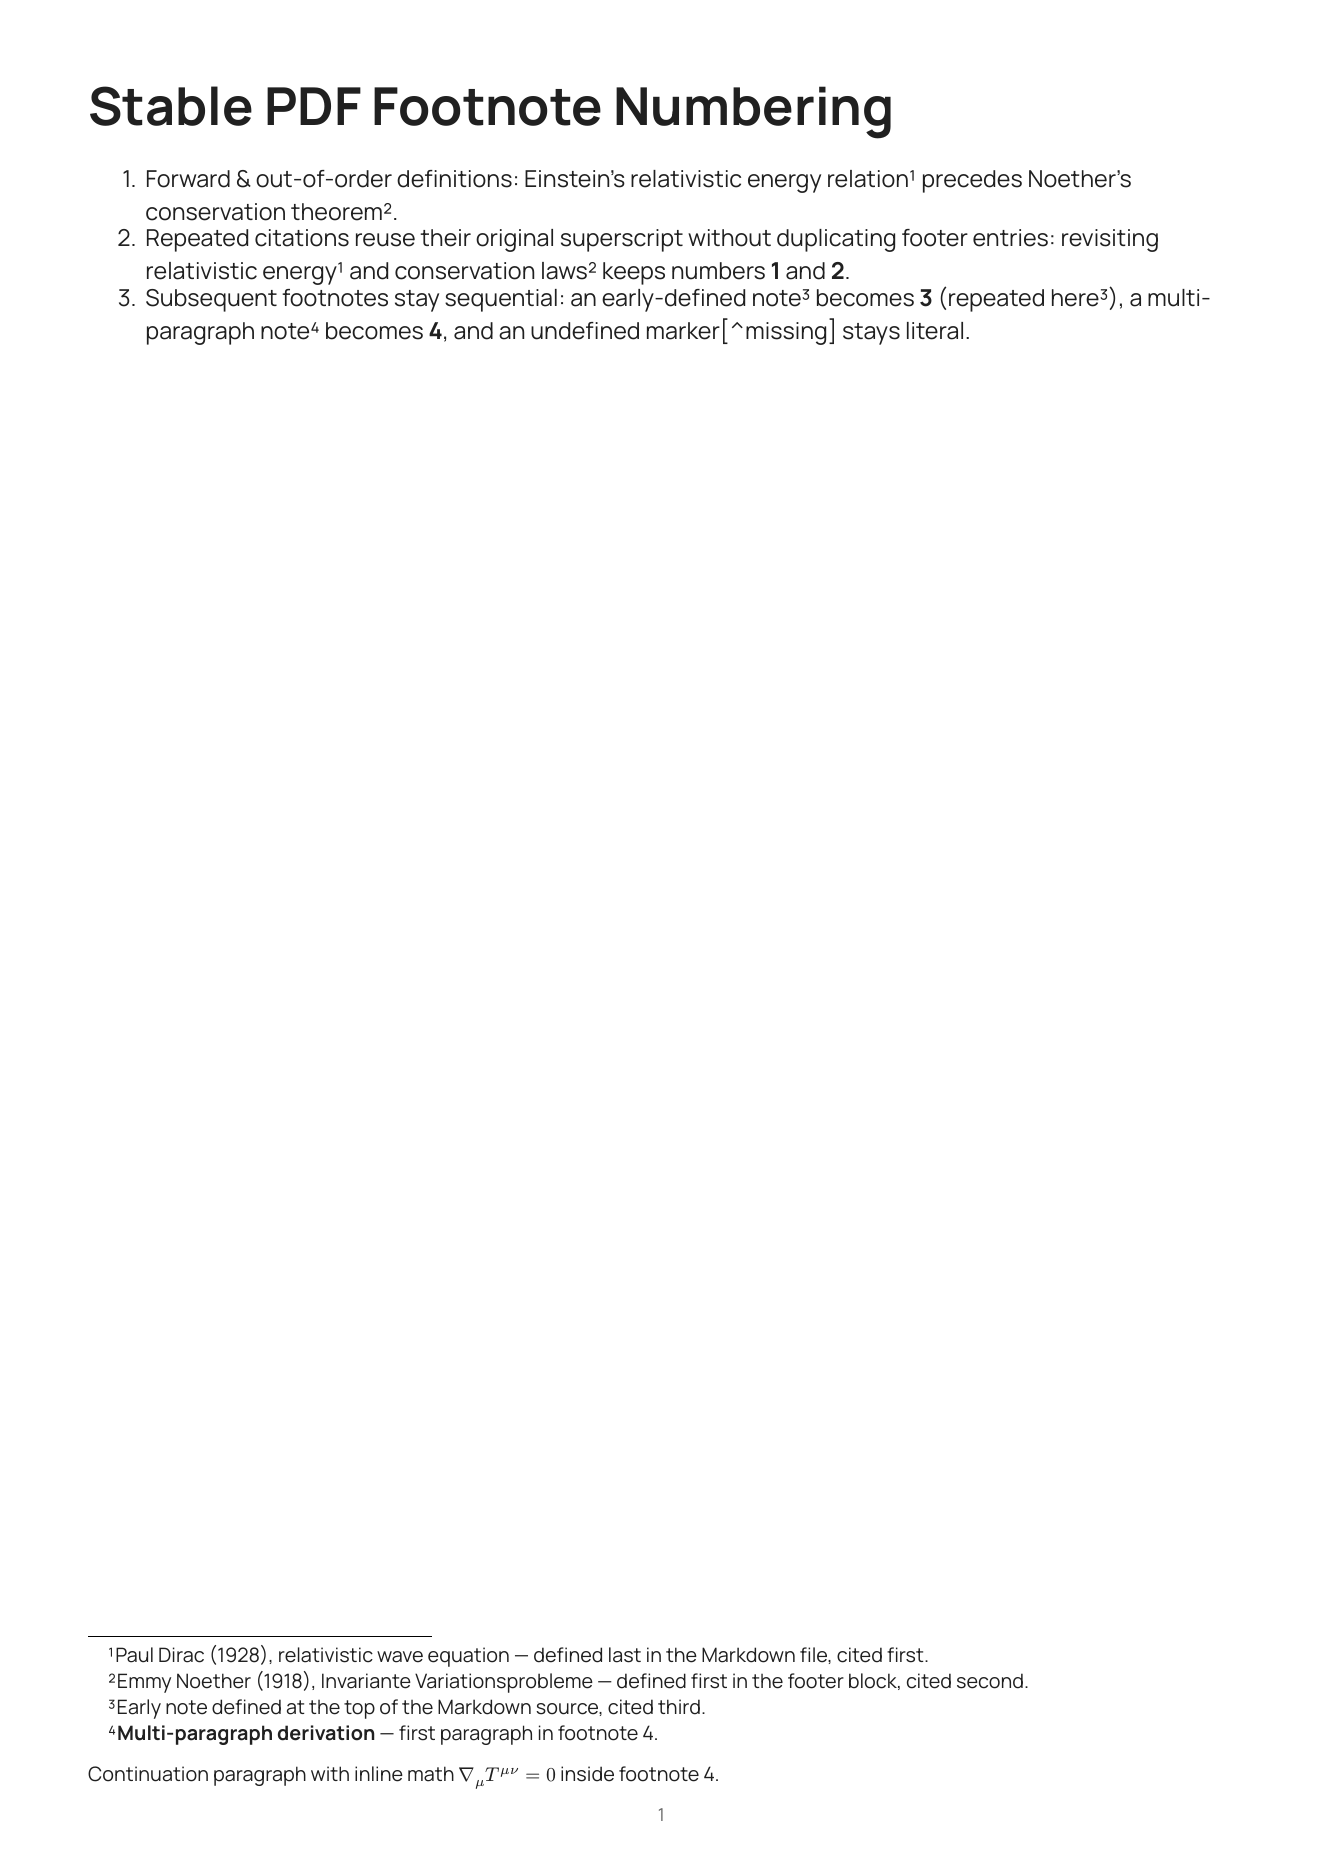 Stable PDF Footnote Numbering
1. Forward & out-of-order definitions: Einstein’s relativistic energy relation¹ precedes Noether’s
conservation theorem².
2. Repeated citations reuse their original superscript without duplicating footer entries: revisiting
relativistic energy¹ and conservation laws² keeps numbers 1 and 2.
3. Subsequent footnotes stay sequential: an early-defined note³ becomes 3 (repeated here³), a multi-
paragraph note⁴ becomes 4, and an undefined marker[^missing] stays literal.
¹Paul Dirac (1928), relativistic wave equation — defined last in the Markdown file, cited first.
²Emmy Noether (1918), Invariante Variationsprobleme — defined first in the footer block, cited second.
³Early note defined at the top of the Markdown source, cited third.
⁴Multi-paragraph derivation — first paragraph in footnote 4.
Continuation paragraph with inline math ∇_μ T^{μν} = 0 inside footnote 4.
1